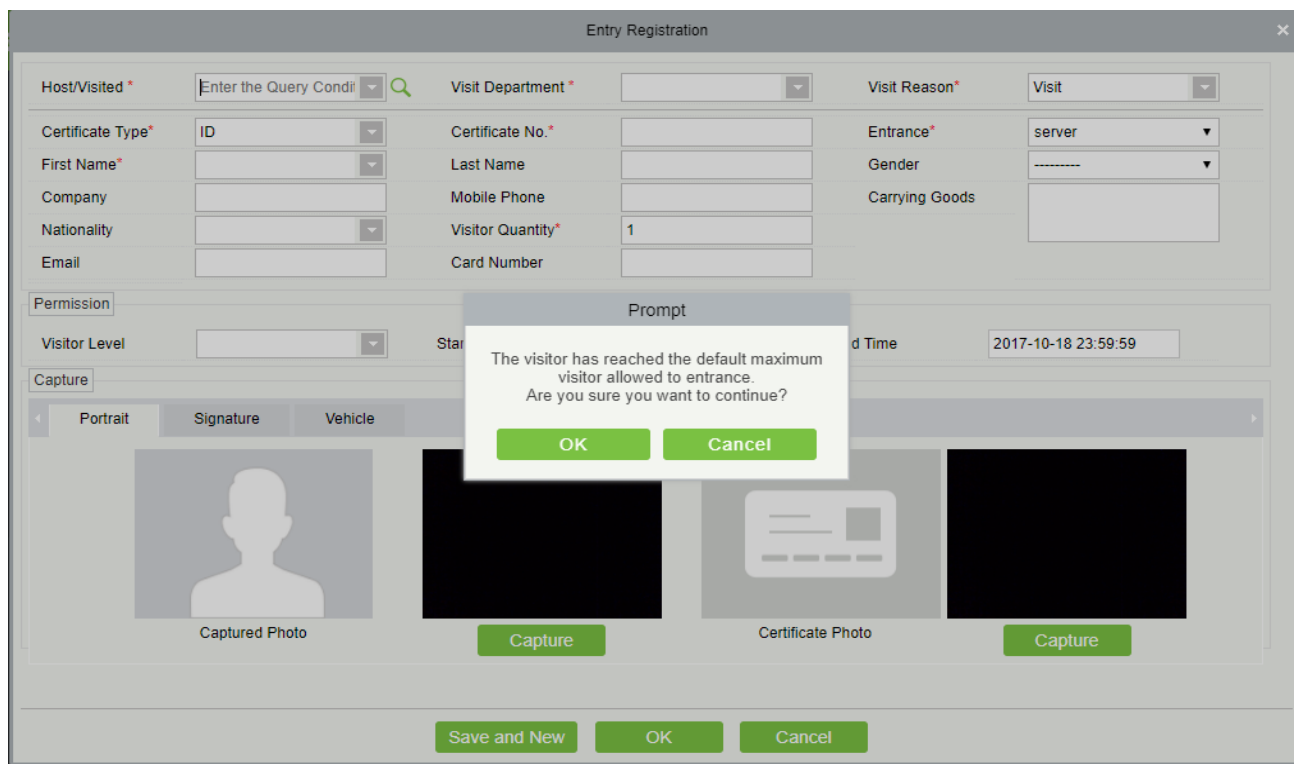 Entry Registration ×
Host/Visited * Enter the Query Condit Visit Department * Visit Reason* Visit
Certificate Type* ID Certificate No.* Entrance* server
First Name* Last Name Gender ---------
Company Mobile Phone Carrying Goods
Nationality Visitor Quantity* 1
Email Card Number
Permission
Visitor Level Star d Time 2017-10-18 23:59:59
Prompt
The visitor has reached the default maximum
visitor allowed to entrance.
Are you sure you want to continue?
OK Cancel
Capture
Portrait Signature Vehicle
Captured Photo Capture Certificate Photo Capture
Save and New OK Cancel